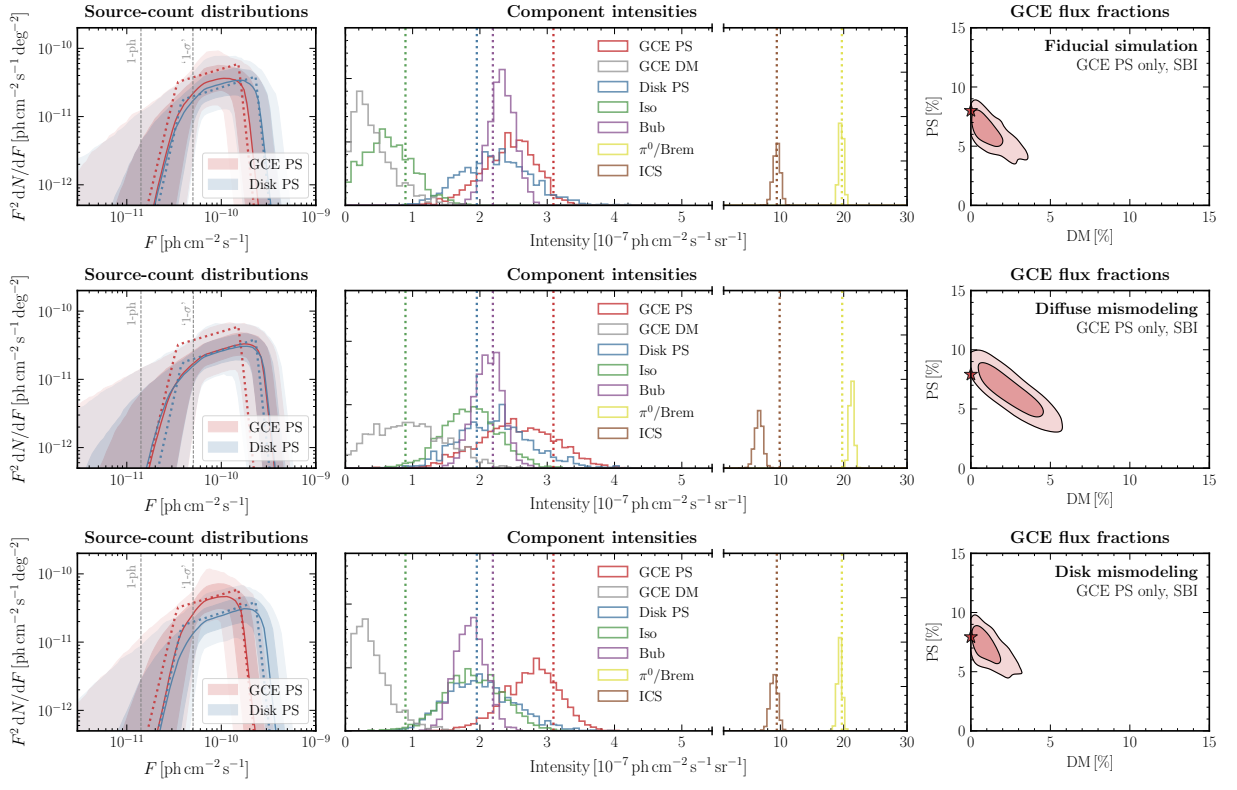 Source-count distributions
Component intensities
GCE flux fractions
F² dN/dF [ph cm⁻² s⁻¹ deg⁻²]
10⁻¹⁰
10⁻¹¹
10⁻¹²
1-ph
'1-σ'
GCE PS
Disk PS
10⁻¹¹
10⁻¹⁰
10⁻⁹
F [ph cm⁻² s⁻¹]
GCE PS
GCE DM
Disk PS
Iso
Bub
π⁰/Brem
ICS
0 1 2 3 4 5 10 20 30
Intensity [10⁻⁷ ph cm⁻² s⁻¹ sr⁻¹]
Fiducial simulation
GCE PS only, SBI
PS [%]
15
10
5
0
0 5 10 15
DM [%]
Source-count distributions
Component intensities
GCE flux fractions
F² dN/dF [ph cm⁻² s⁻¹ deg⁻²]
10⁻¹⁰
10⁻¹¹
10⁻¹²
1-ph
'1-σ'
GCE PS
Disk PS
10⁻¹¹
10⁻¹⁰
10⁻⁹
F [ph cm⁻² s⁻¹]
GCE PS
GCE DM
Disk PS
Iso
Bub
π⁰/Brem
ICS
0 1 2 3 4 5 10 20 30
Intensity [10⁻⁷ ph cm⁻² s⁻¹ sr⁻¹]
Diffuse mismodeling
GCE PS only, SBI
PS [%]
15
10
5
0
0 5 10 15
DM [%]
Source-count distributions
Component intensities
GCE flux fractions
F² dN/dF [ph cm⁻² s⁻¹ deg⁻²]
10⁻¹⁰
10⁻¹¹
10⁻¹²
1-ph
'1-σ'
GCE PS
Disk PS
10⁻¹¹
10⁻¹⁰
10⁻⁹
F [ph cm⁻² s⁻¹]
GCE PS
GCE DM
Disk PS
Iso
Bub
π⁰/Brem
ICS
0 1 2 3 4 5 10 20 30
Intensity [10⁻⁷ ph cm⁻² s⁻¹ sr⁻¹]
Disk mismodeling
GCE PS only, SBI
PS [%]
15
10
5
0
0 5 10 15
DM [%]